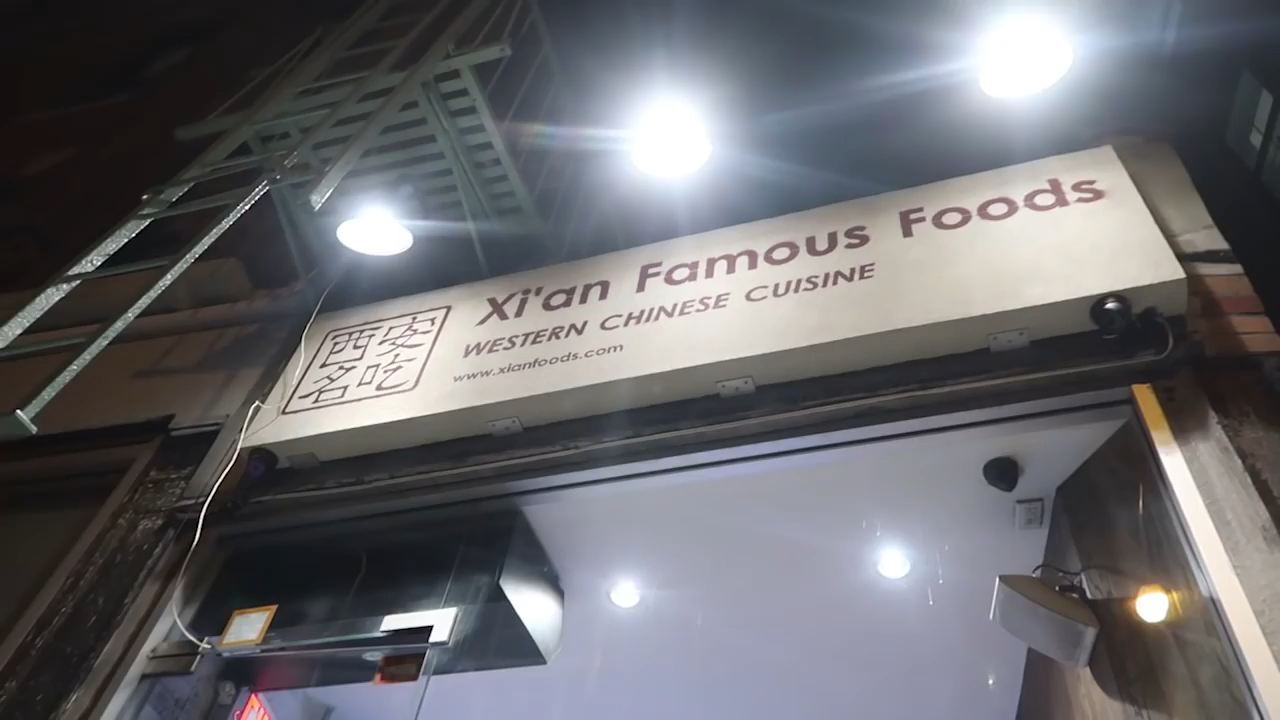 西安
名吃
Xi'an Famous Foods
WESTERN CHINESE CUISINE
www.xianfoods.com